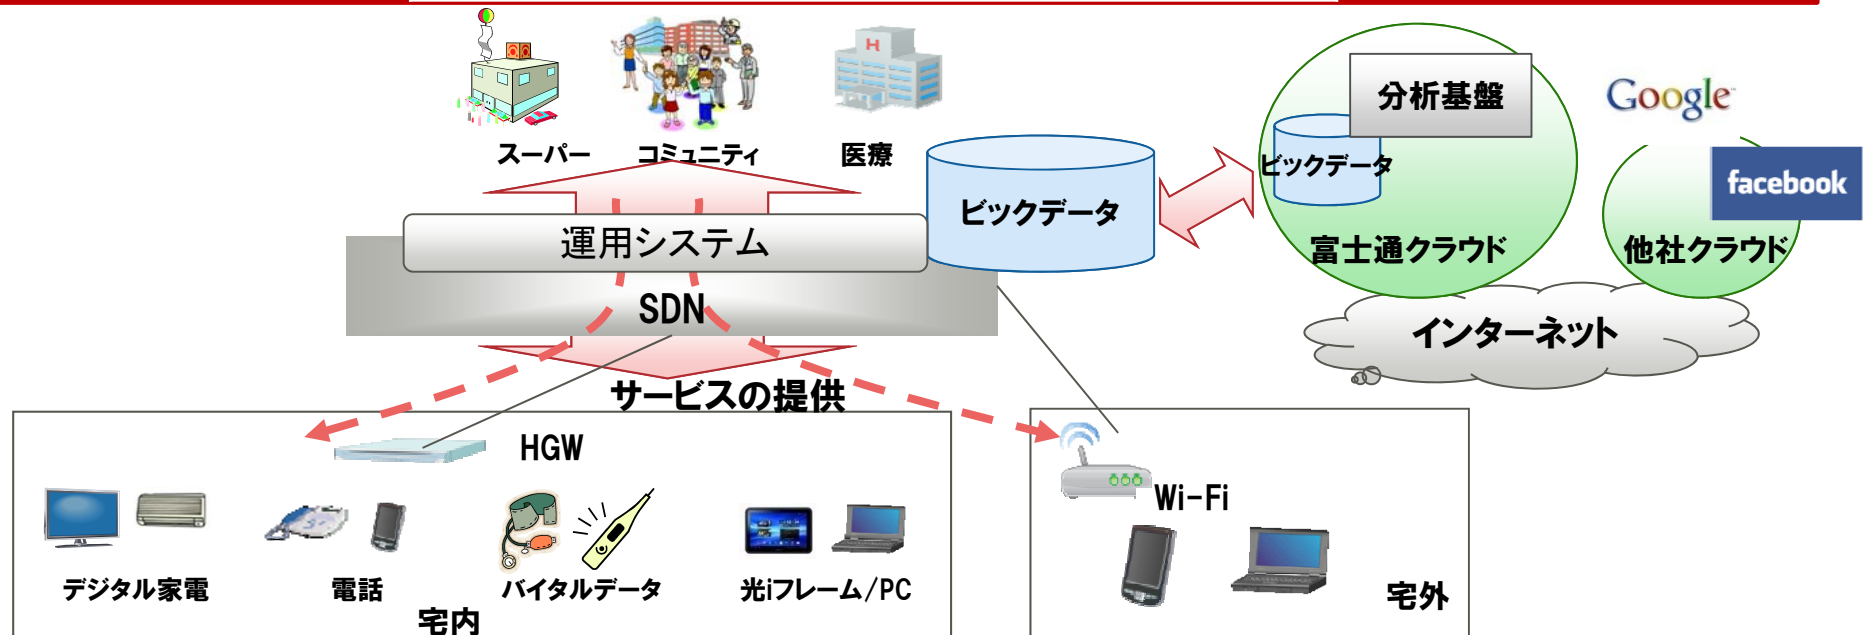 H
分析基盤
Google
スーパー
コミュニティ
医療
ビックデータ
facebook
ビックデータ
運用システム
富士通クラウド
他社クラウド
SDN
インターネット
サービスの提供
HGW
Wi-Fi
デジタル家電
電話
バイタルデータ
光iフレーム/PC
宅外
宅内